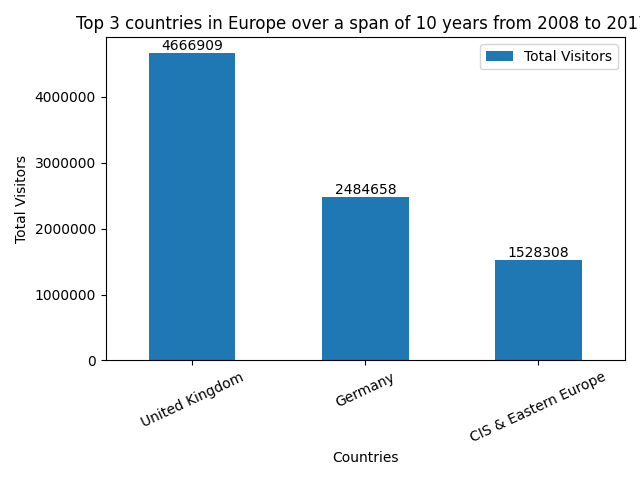 Top 3 countries in Europe over a span of 10 years from 2008 to 201
4666909
Total Visitors
4000000
3000000
2484658
2000000
1528308
1000000
0
Total Visitors
United Kingdom
Germany
CIS & Eastern Europe
Countries